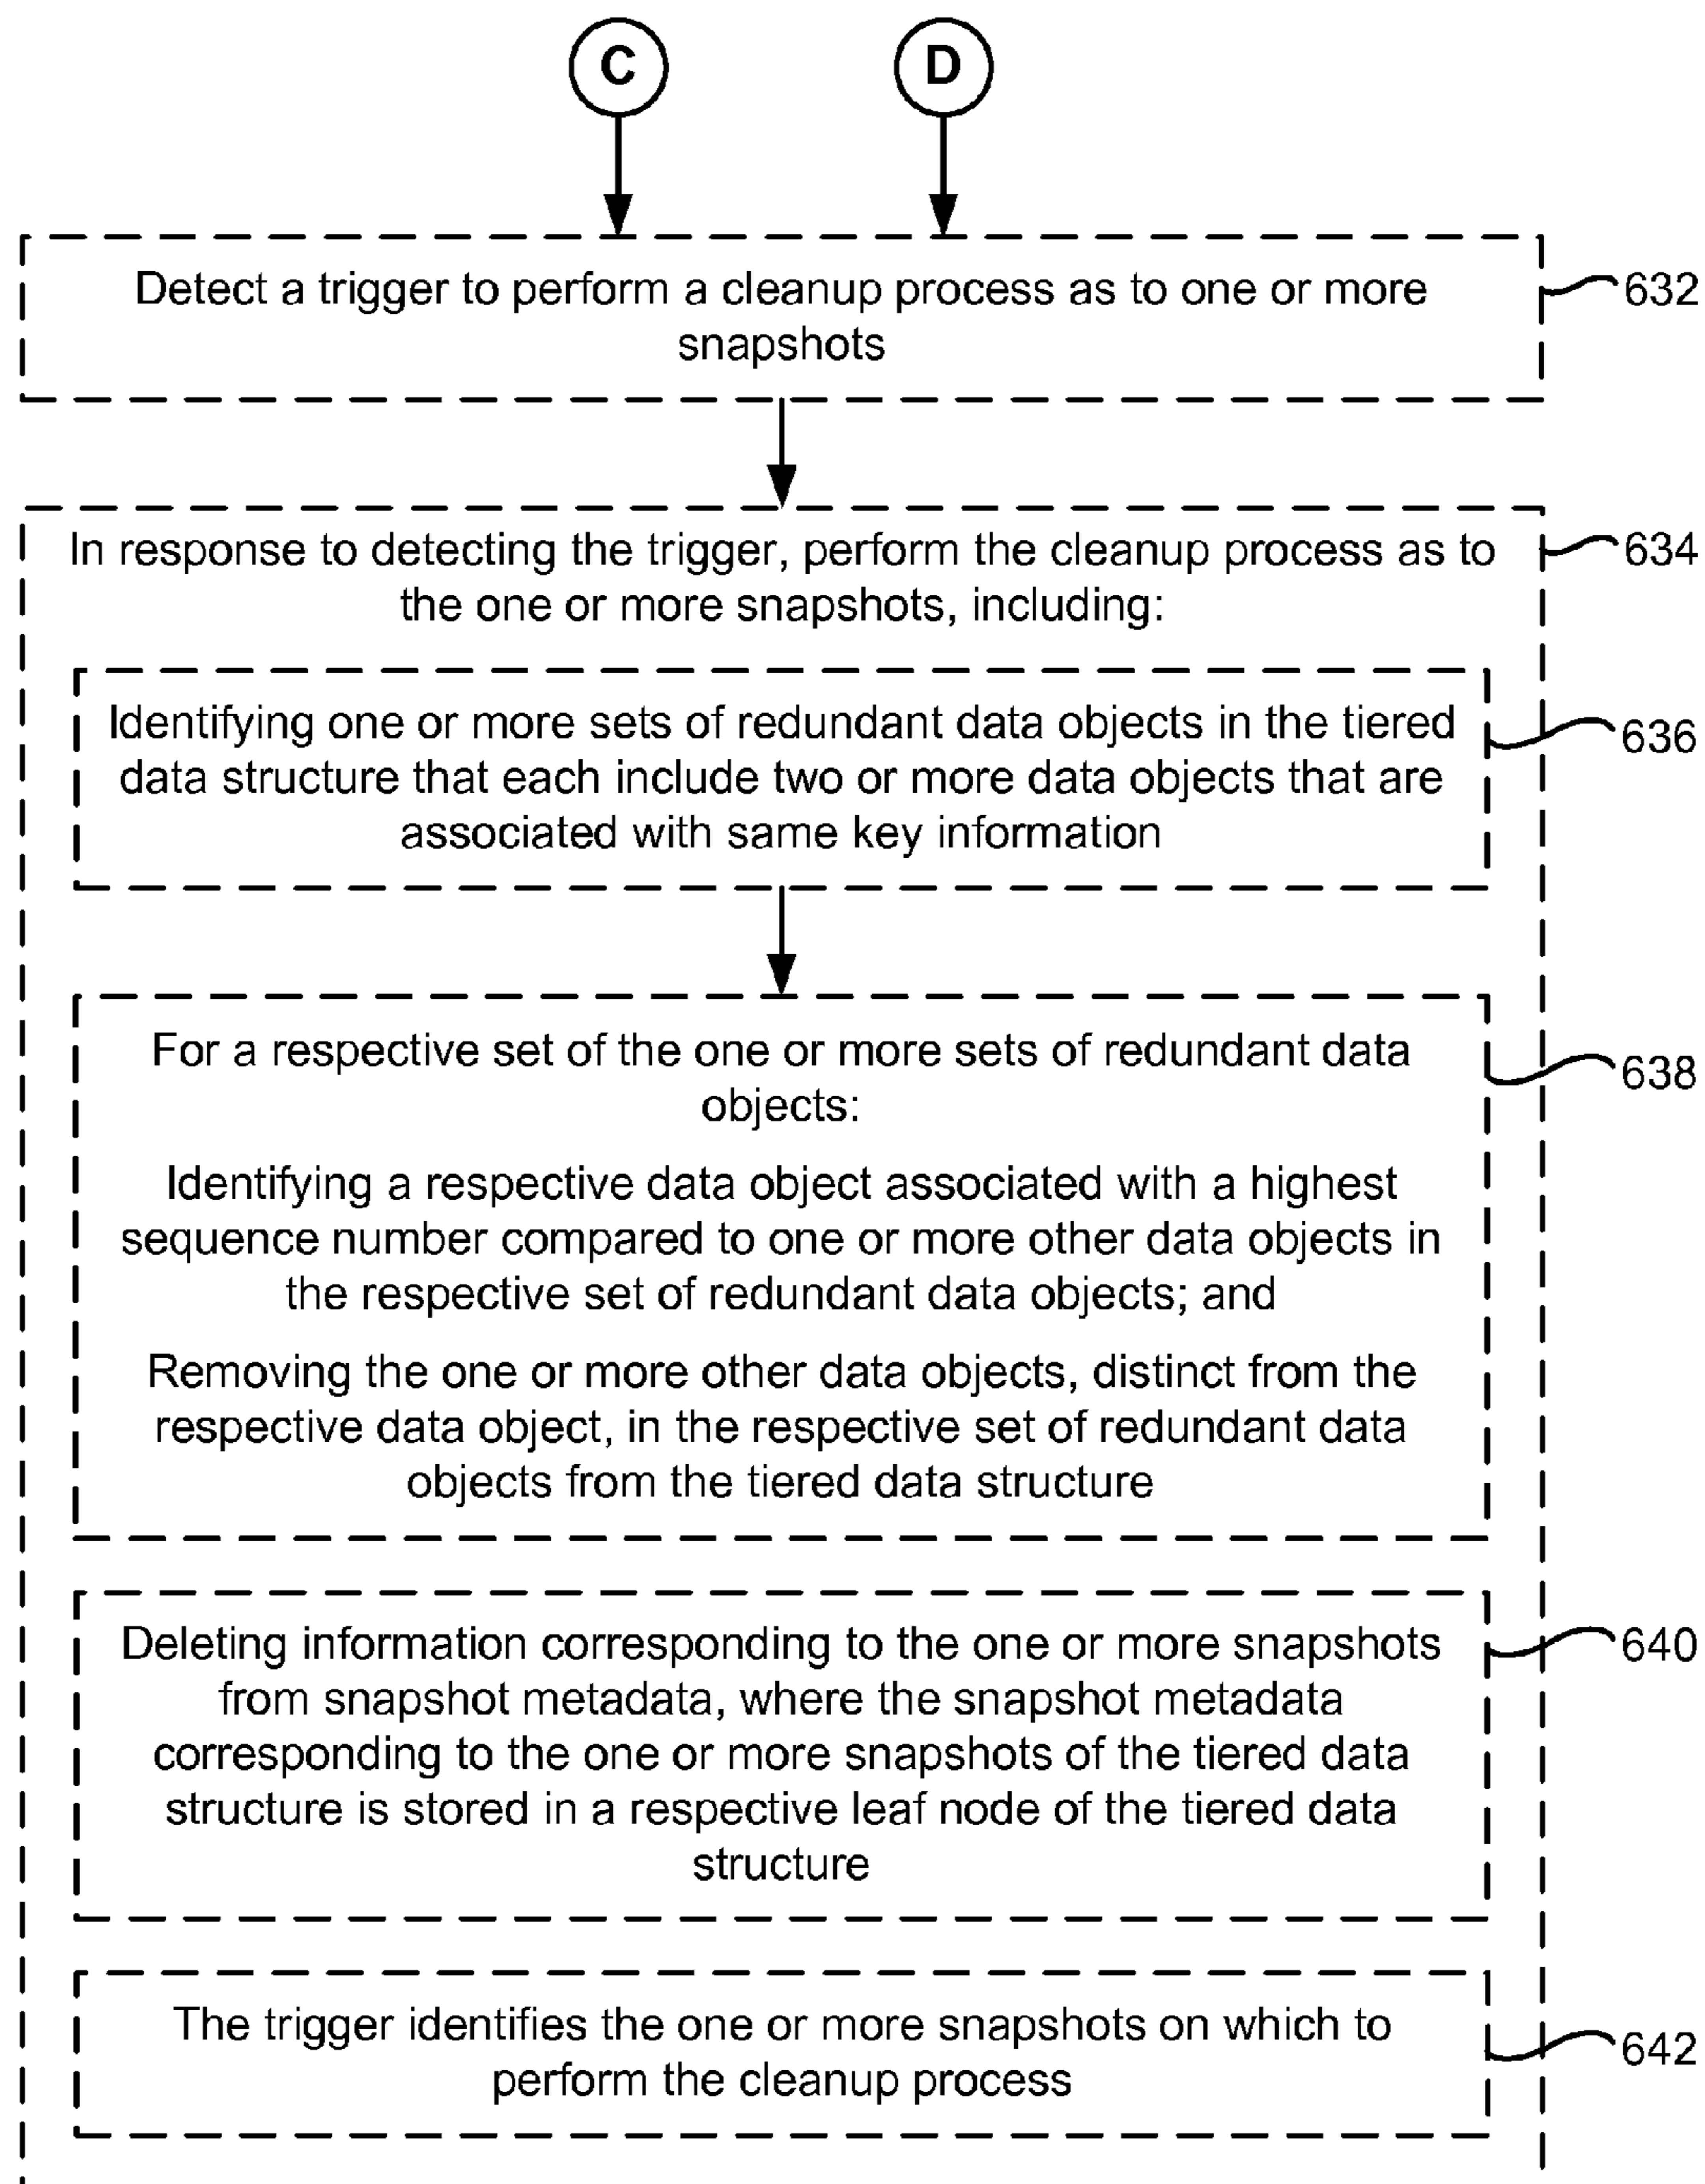 C
D
Detect a trigger to perform a cleanup process as to one or more
snapshots
632
In response to detecting the trigger, perform the cleanup process as to
the one or more snapshots, including:
634
Identifying one or more sets of redundant data objects in the tiered
data structure that each include two or more data objects that are
associated with same key information
636
For a respective set of the one or more sets of redundant data
objects:
Identifying a respective data object associated with a highest
sequence number compared to one or more other data objects in
the respective set of redundant data objects; and
Removing the one or more other data objects, distinct from the
respective data object, in the respective set of redundant data
objects from the tiered data structure
638
Deleting information corresponding to the one or more snapshots
from snapshot metadata, where the snapshot metadata
corresponding to the one or more snapshots of the tiered data
structure is stored in a respective leaf node of the tiered data
structure
640
The trigger identifies the one or more snapshots on which to
perform the cleanup process
642